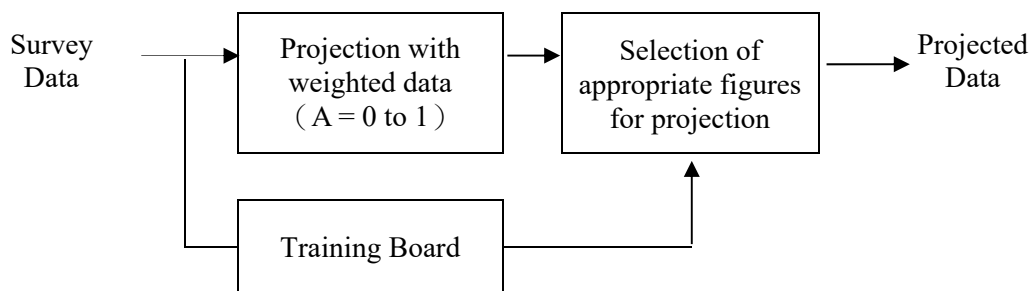 Survey
Data
Projection with
weighted data
（A = 0 to 1）
Selection of
appropriate figures
for projection
Projected
Data
Training Board